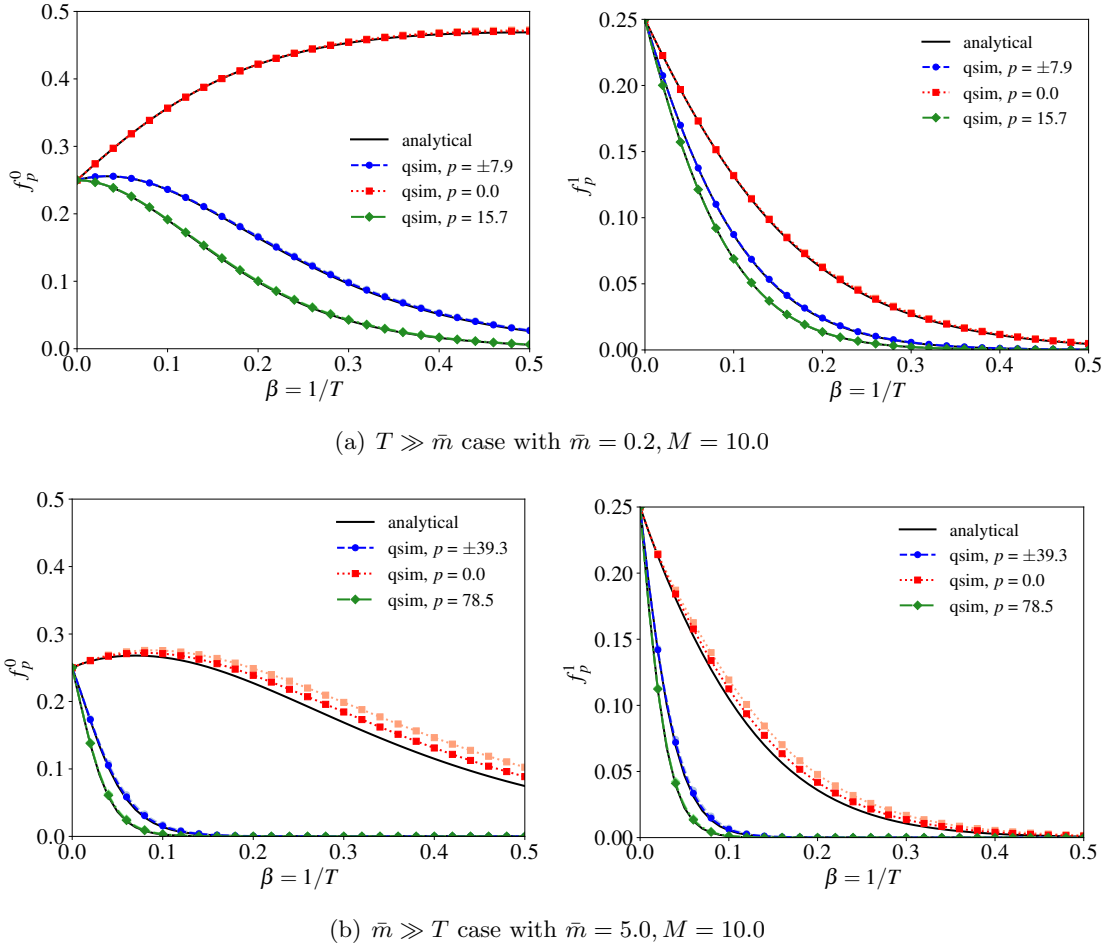 0.5
0.4
0.3
0.2
0.1
0.0
f_p^0
0.0 0.1 0.2 0.3 0.4 0.5
β = 1/T
analytical
qsim, p = ±7.9
qsim, p = 0.0
qsim, p = 15.7
0.25
0.20
0.15
0.10
0.05
0.00
f_p^1
0.0 0.1 0.2 0.3 0.4 0.5
β = 1/T
analytical
qsim, p = ±7.9
qsim, p = 0.0
qsim, p = 15.7
(a) T ≫ m̄ case with m̄ = 0.2, M = 10.0
0.5
0.4
0.3
0.2
0.1
0.0
f_p^0
0.0 0.1 0.2 0.3 0.4 0.5
β = 1/T
analytical
qsim, p = ±39.3
qsim, p = 0.0
qsim, p = 78.5
0.25
0.20
0.15
0.10
0.05
0.00
f_p^1
0.0 0.1 0.2 0.3 0.4 0.5
β = 1/T
analytical
qsim, p = ±39.3
qsim, p = 0.0
qsim, p = 78.5
(b) m̄ ≫ T case with m̄ = 5.0, M = 10.0